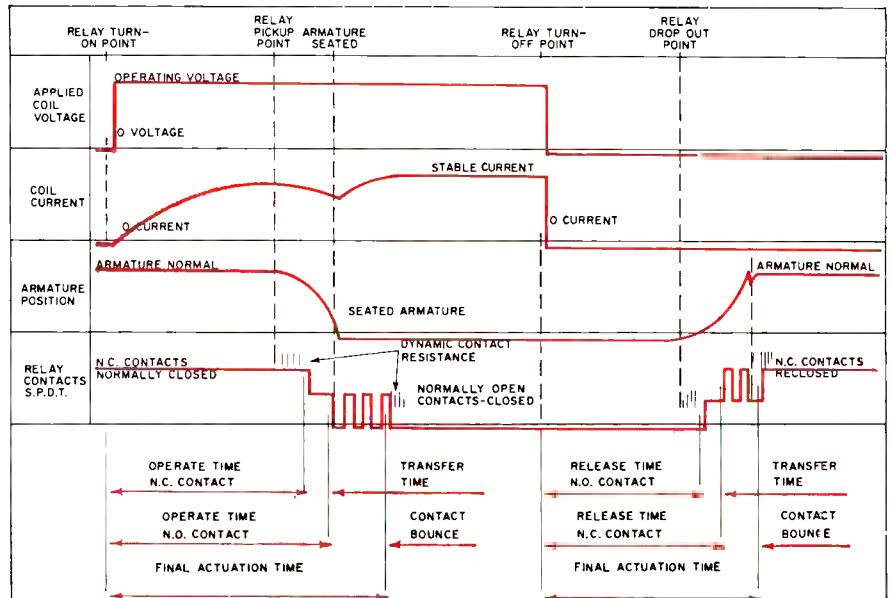 RELAY TURN-
ON POINT
RELAY
PICKUP
POINT
ARMATURE
SEATED
RELAY TURN-
OFF POINT
RELAY
DROP OUT
POINT
APPLIED
COIL
VOLTAGE
OPERATING VOLTAGE
O VOLTAGE
COIL
CURRENT
STABLE CURRENT
O CURRENT
O CURRENT
ARMATURE
POSITION
ARMATURE NORMAL
SEATED ARMATURE
ARMATURE NORMAL
RELAY
CONTACTS
S.P.D.T.
N.C. CONTACTS
NORMALLY CLOSED
DYNAMIC CONTACT
RESISTANCE
NORMALLY OPEN
CONTACTS-CLOSED
N.C. CONTACTS
RECLOSED
OPERATE TIME
N.C. CONTACT
TRANSFER
TIME
RELEASE TIME
N.O. CONTACT
TRANSFER
TIME
OPERATE TIME
N.O. CONTACT
CONTACT
BOUNCE
RELEASE TIME
N.C. CONTACT
CONTACT
BOUNCE
FINAL ACTUATION TIME
FINAL ACTUATION TIME